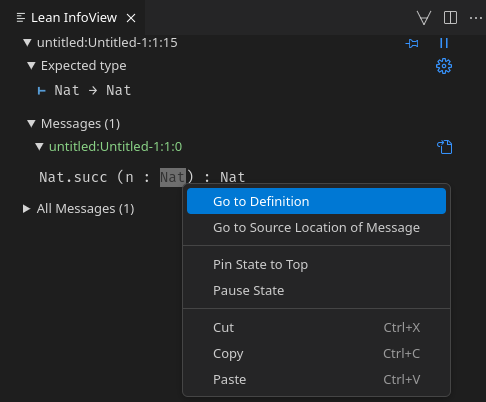 Lean InfoView
untitled:Untitled-1:1:15
Expected type
⊢ Nat → Nat
Messages (1)
untitled:Untitled-1:1:0
Nat.succ (n : Nat) : Nat
Go to Definition
All Messages (1)
Go to Source Location of Message
Pin State to Top
Pause State
Cut Ctrl+X
Copy Ctrl+C
Paste Ctrl+V